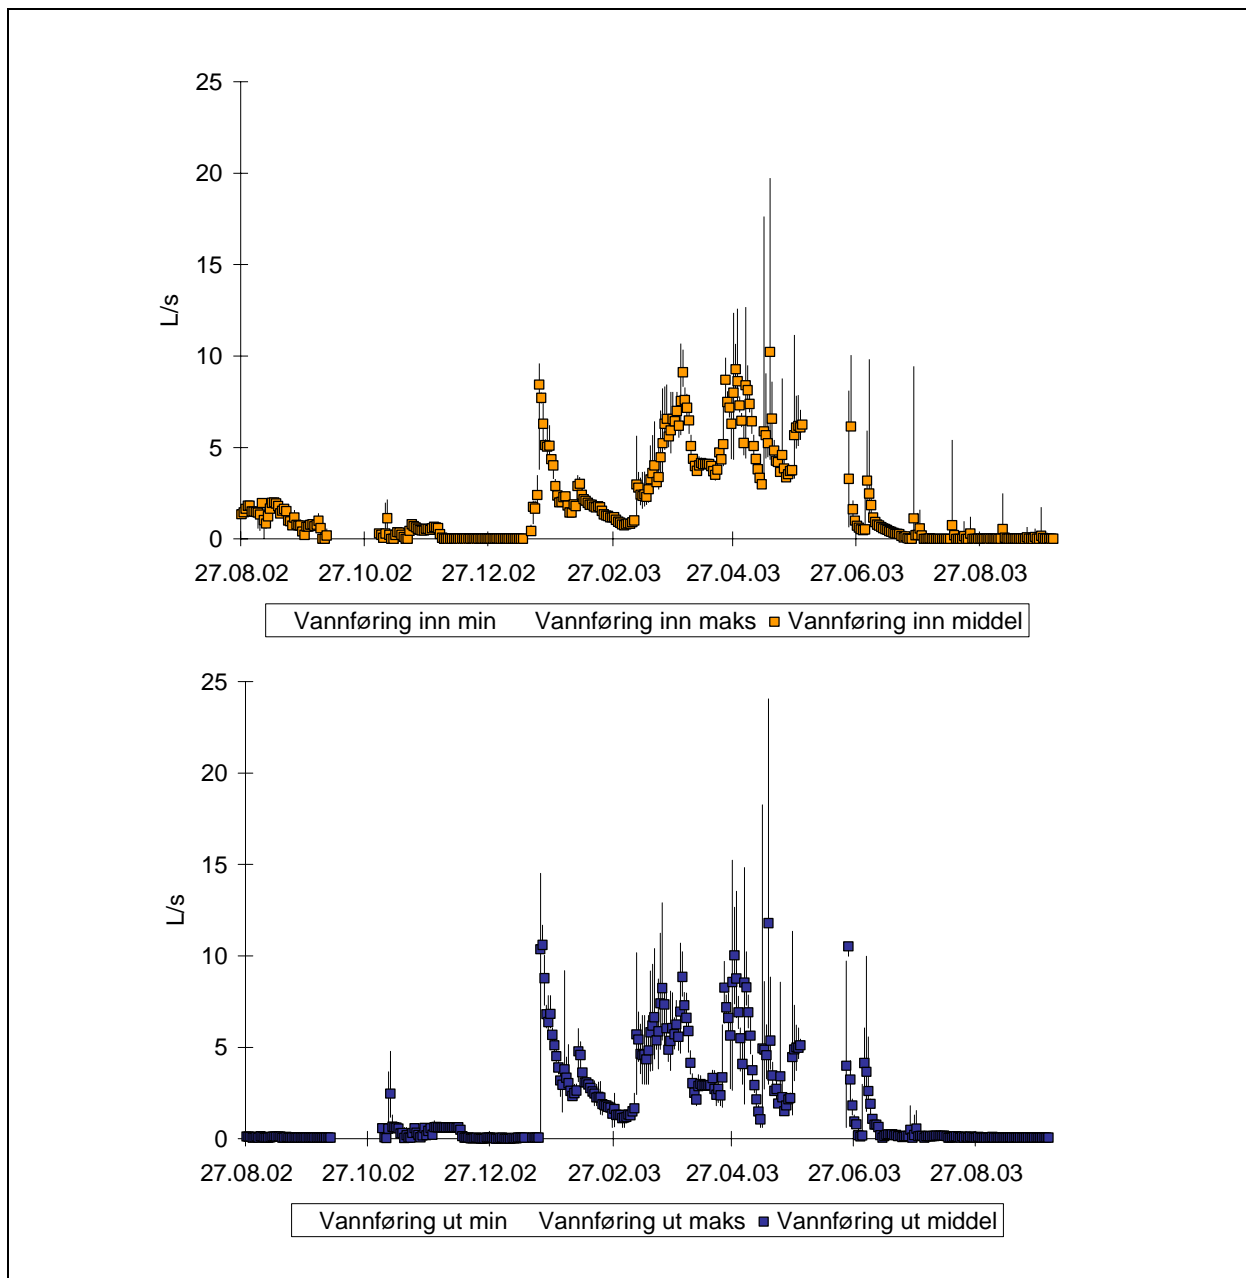 25
20
15
10
5
0
L/s
27.08.02 27.10.02 27.12.02 27.02.03 27.04.03 27.06.03 27.08.03
Vannføring inn min Vannføring inn maks Vannføring inn middel
25
20
15
10
5
0
L/s
27.08.02 27.10.02 27.12.02 27.02.03 27.04.03 27.06.03 27.08.03
Vannføring ut min Vannføring ut maks Vannføring ut middel